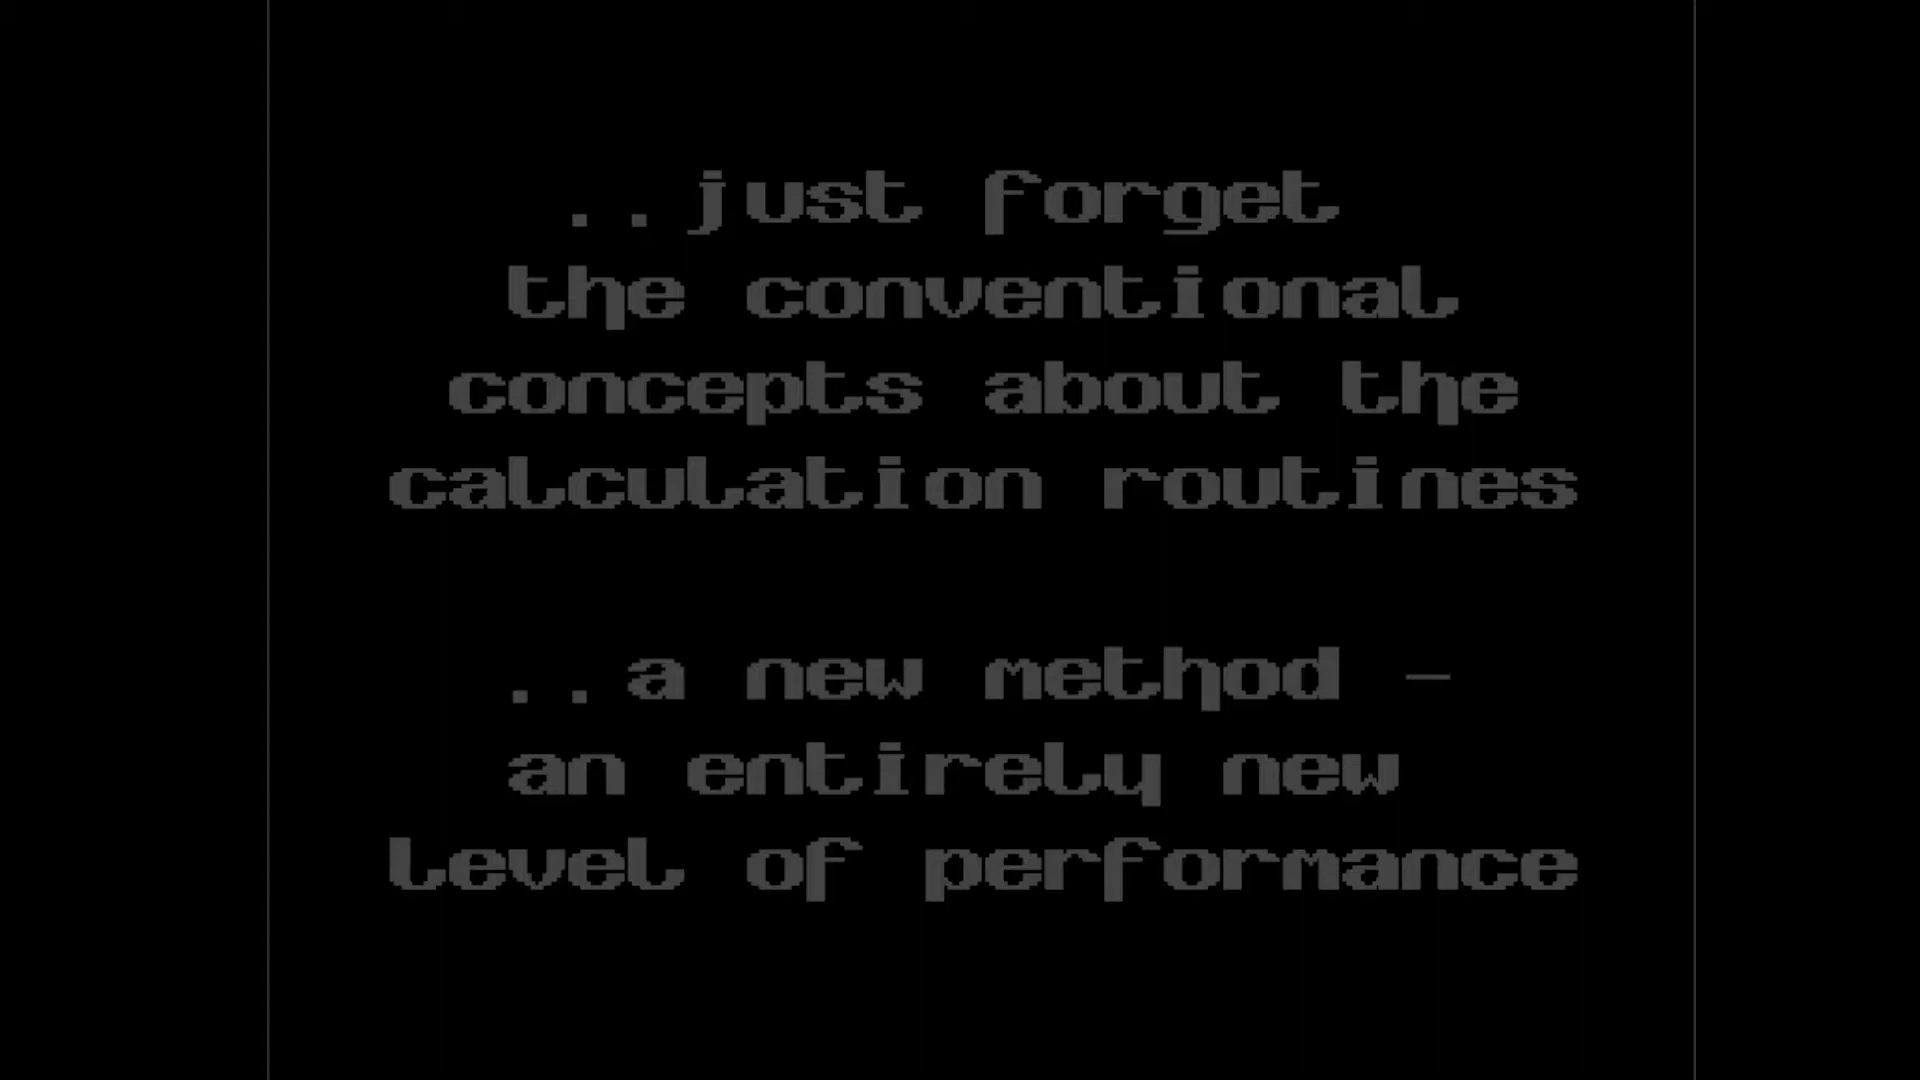 ..just forget
the conventional
concepts about the
calculation routines
..a new method -
an entirely new
level of performance